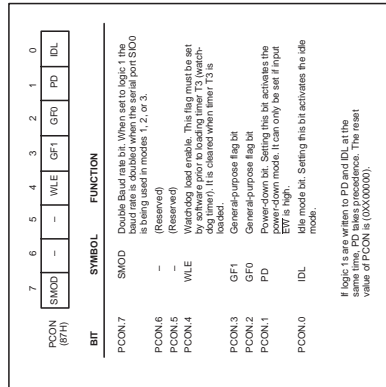 7 6 5 4 3 2 1 0
PCON (87H) SMOD – – WLE GF1 GF0 PD IDL
BIT SYMBOL FUNCTION
PCON.7 SMOD Double Baud rate bit. When set to logic 1 the
baud rate is doubled when the serial port SIO0
is being used in modes 1, 2, or 3.
PCON.6 – (Reserved)
PCON.5 – (Reserved)
PCON.4 WLE Watchdog load enable. This flag must be set
by software prior to loading timer T3 (watch-
dog timer). It is cleared when timer T3 is
loaded.
PCON.3 GF1 General-purpose flag bit
PCON.2 GF0 General-purpose flag bit
PCON.1 PD Power-down bit. Setting this bit activates the
power-down mode. It can only be set if input
EW is high.
PCON.0 IDL Idle mode bit. Setting this bit activates the idle
mode.
If logic 1s are written to PD and IDL at the
same time, PD takes precedence. The reset
value of PCON is (0XX00000).